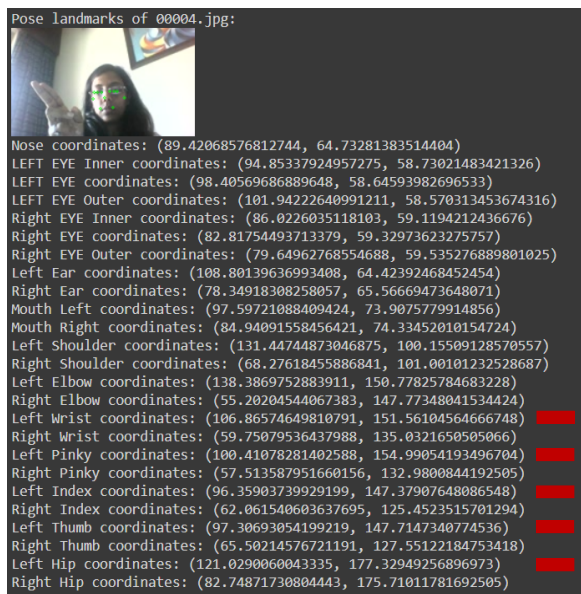 Pose landmarks of 00004.jpg:
Nose coordinates: (89.42068576812744, 64.73281383514404)
LEFT EYE Inner coordinates: (94.85337924957275, 58.73021483421326)
LEFT EYE coordinates: (98.40569686889648, 58.64593982696533)
LEFT EYE Outer coordinates: (101.94222640991211, 58.570313453674316)
Right EYE Inner coordinates: (86.0226035118103, 59.1194213436676)
Right EYE coordinates: (82.81754493713379, 59.32973623275757)
Right EYE Outer coordinates: (79.64962768554688, 59.535276889801025)
Left Ear coordinates: (108.80139636993408, 64.42392468452454)
Right Ear coordinates: (78.34918308258057, 65.56669473648071)
Mouth Left coordinates: (97.59721088409424, 73.9075779914856)
Mouth Right coordinates: (84.94091558456421, 74.33452010154724)
Left Shoulder coordinates: (131.44744873046875, 100.15509128570557)
Right Shoulder coordinates: (68.27618455886841, 101.00101232528687)
Left Elbow coordinates: (138.3869752883911, 150.77825784683228)
Right Elbow coordinates: (55.20204544067383, 147.77348041534424)
Left Wrist coordinates: (106.86574649810791, 151.56104564666748)
Right Wrist coordinates: (59.75079536437988, 135.0321650505066)
Left Pinky coordinates: (100.41078281402588, 154.99054193496704)
Right Pinky coordinates: (57.513587951660156, 132.9800844192505)
Left Index coordinates: (96.35903739929199, 147.37907648086548)
Right Index coordinates: (62.061540603637695, 125.4523515701294)
Left Thumb coordinates: (97.30693054199219, 147.7147340774536)
Right Thumb coordinates: (65.50214576721191, 127.55122184753418)
Left Hip coordinates: (121.0290060043335, 177.32949256896973)
Right Hip coordinates: (82.74871730804443, 175.71011781692505)